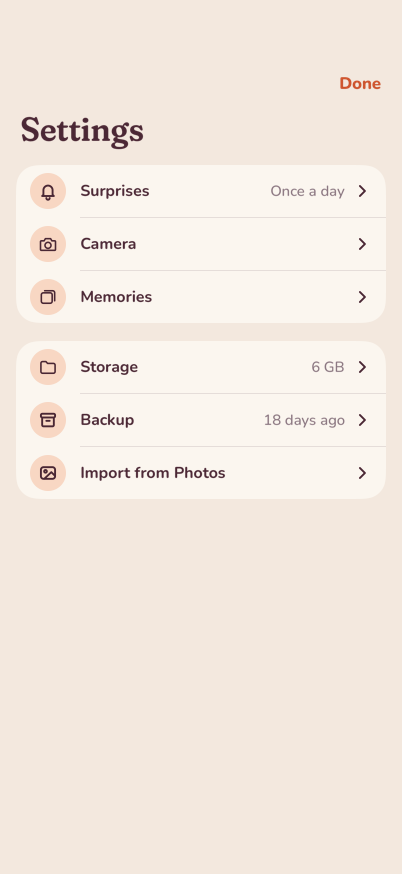 Done
Settings
Surprises Once a day
Camera
Memories
Storage 6 GB
Backup 18 days ago
Import from Photos